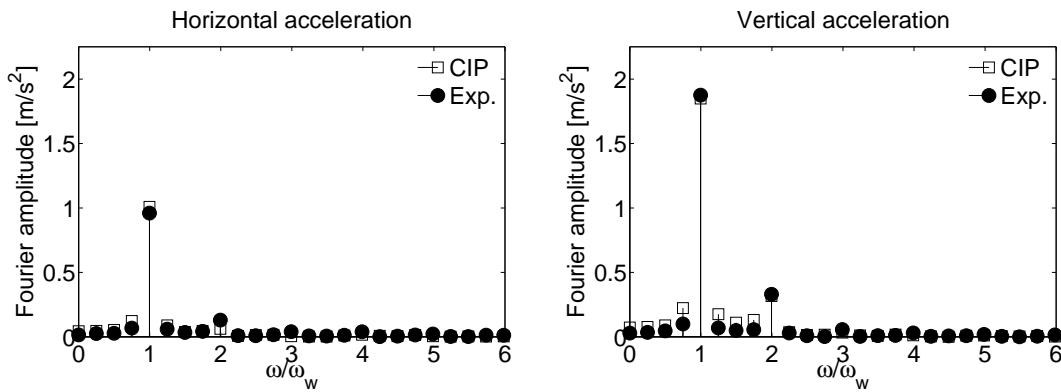 Horizontal acceleration
Fourier amplitude [m/s²]
2
1.5
1
0.5
0
CIP
Exp.
0 1 2 3 4 5 6
ω/ω_w
Vertical acceleration
Fourier amplitude [m/s²]
2
1.5
1
0.5
0
CIP
Exp.
0 1 2 3 4 5 6
ω/ω_w